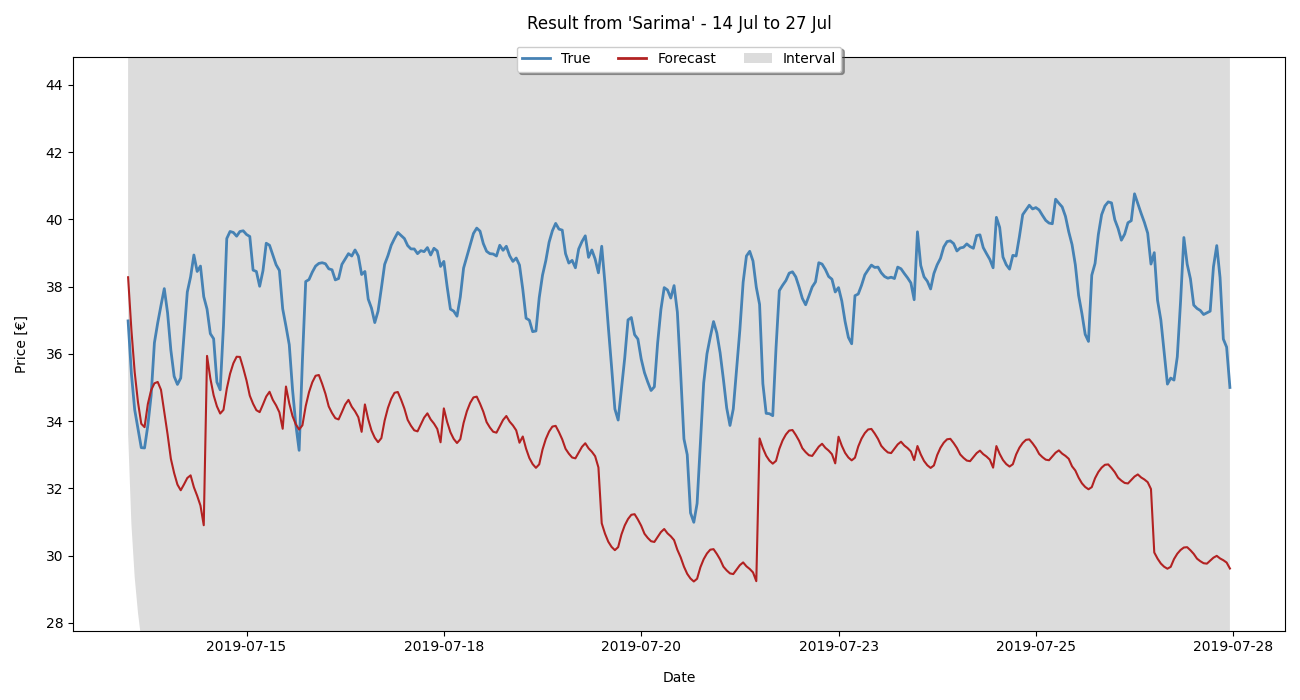 Result from 'Sarima' - 14 Jul to 27 Jul
True Forecast Interval
44
42
40
38
36
34
32
30
28
Price [€]
2019-07-15 2019-07-18 2019-07-20 2019-07-23 2019-07-25 2019-07-28
Date